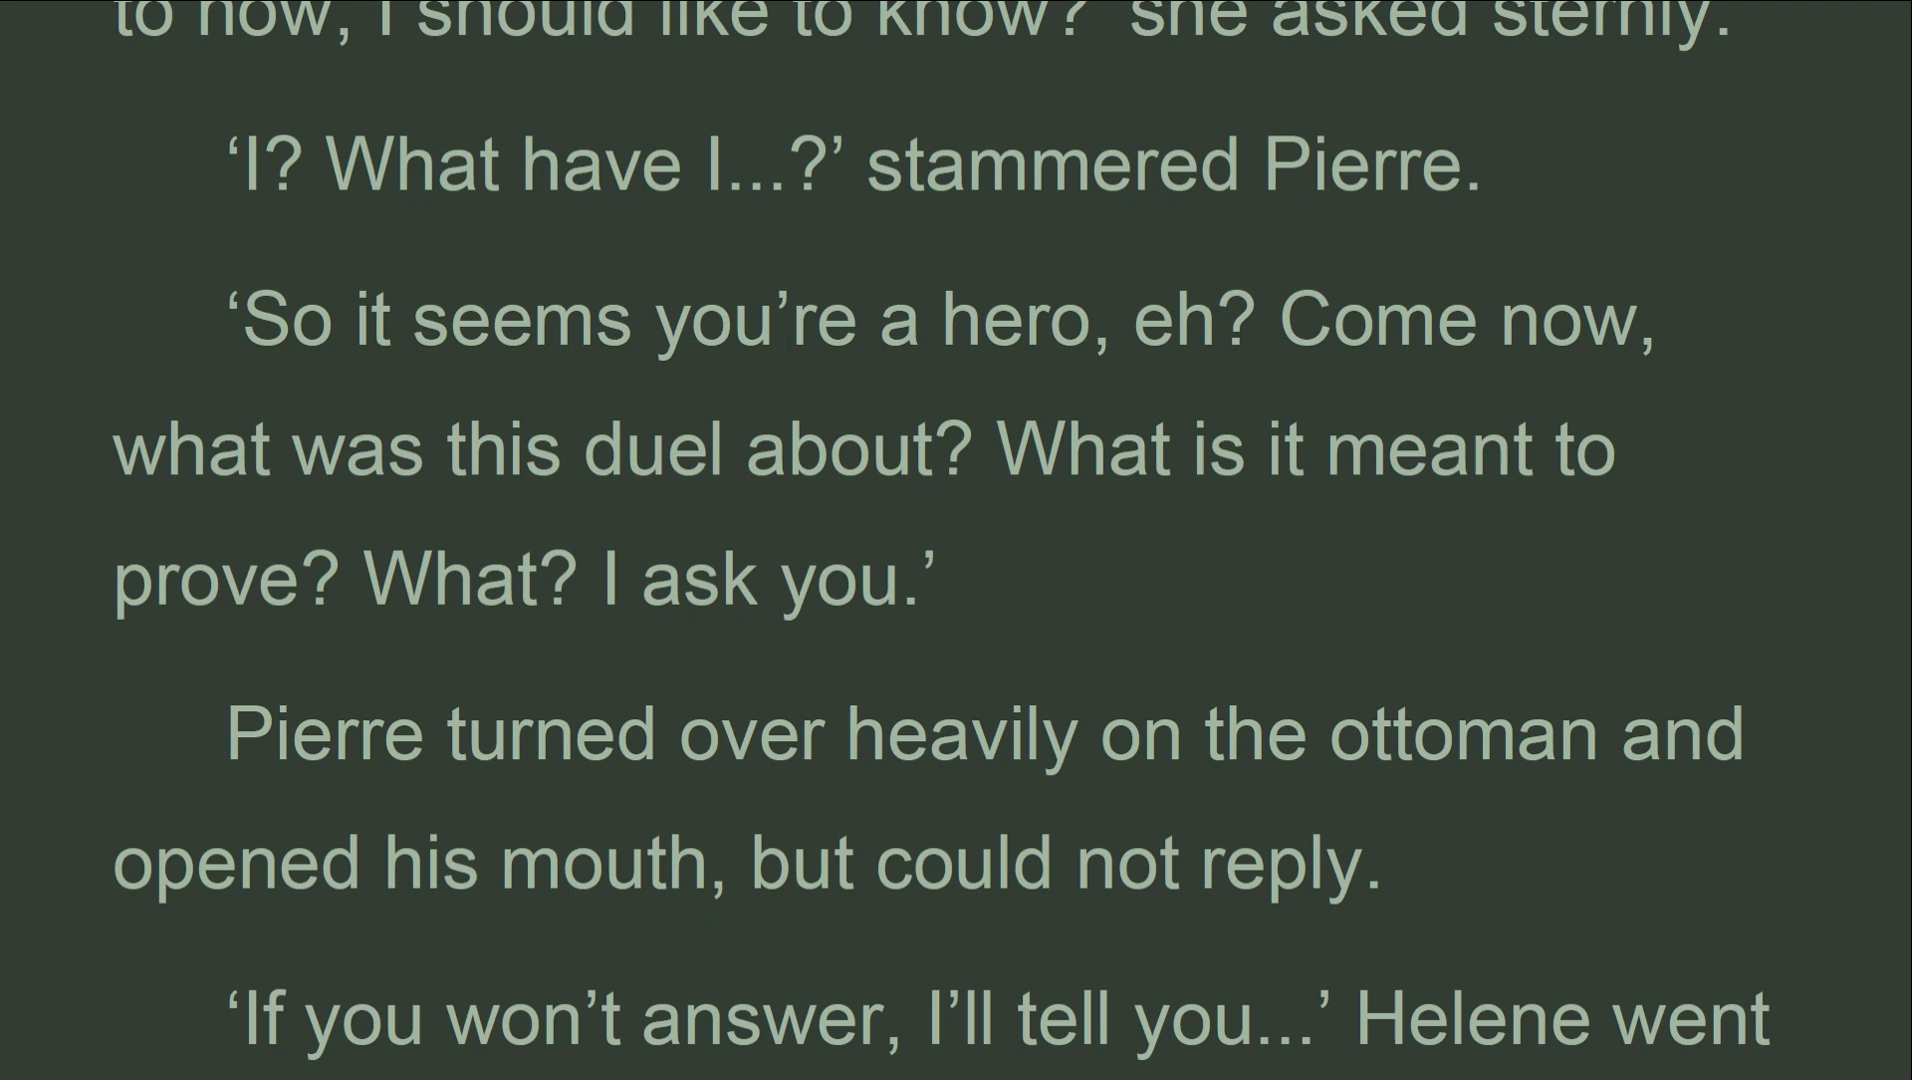 to now, I should like to know?’ she asked sternly.
‘I? What have I...?’ stammered Pierre.
‘So it seems you’re a hero, eh? Come now,
what was this duel about? What is it meant to
prove? What? I ask you.’
Pierre turned over heavily on the ottoman and
opened his mouth, but could not reply.
‘If you won’t answer, I’ll tell you...’ Helene went